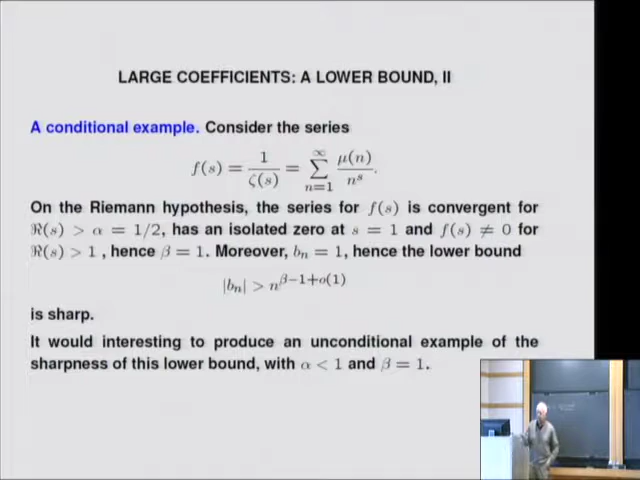 LARGE COEFFICIENTS: A LOWER BOUND, II
A conditional example. Consider the series
f(s) = 1/ζ(s) = ∑_{n=1}^{∞} μ(n)/n^s.
On the Riemann hypothesis, the series for f(s) is convergent for
ℜ(s) > α = 1/2, has an isolated zero at s = 1 and f(s) ≠ 0 for
ℜ(s) > 1 , hence β = 1. Moreover, b_n = 1, hence the lower bound
|b_n| > n^{β−1+o(1)}
is sharp.
It would interesting to produce an unconditional example of the
sharpness of this lower bound, with α < 1 and β = 1.